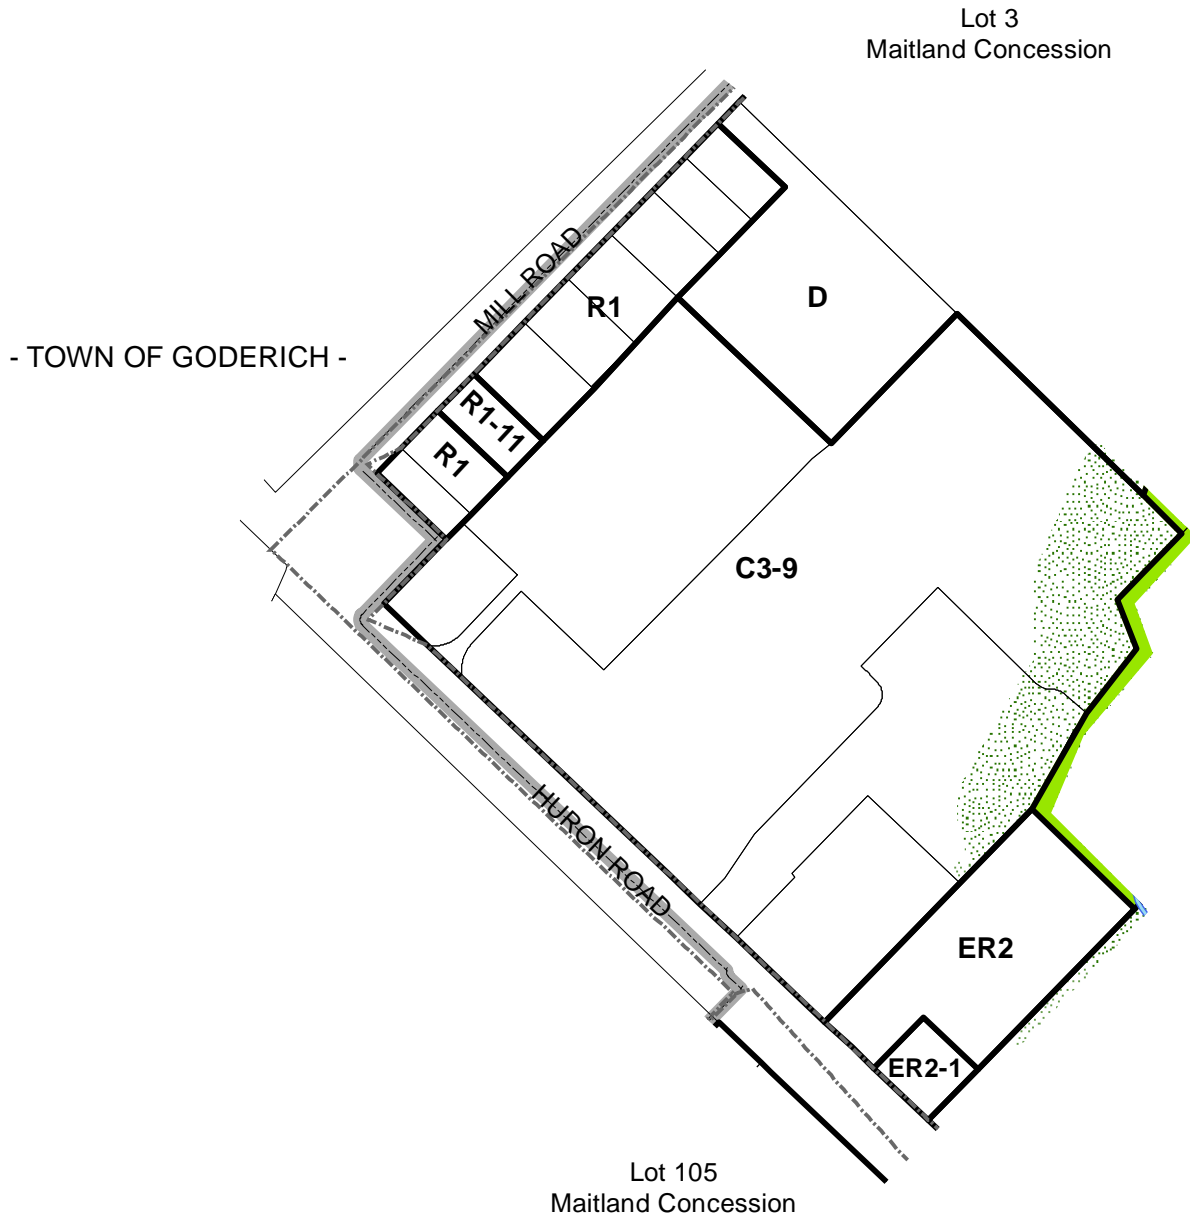 Lot 3
Maitland Concession
MILL ROAD
D
R1
- TOWN OF GODERICH -
R1-11
R1
C3-9
HURON ROAD
ER2
ER2-1
Lot 105
Maitland Concession